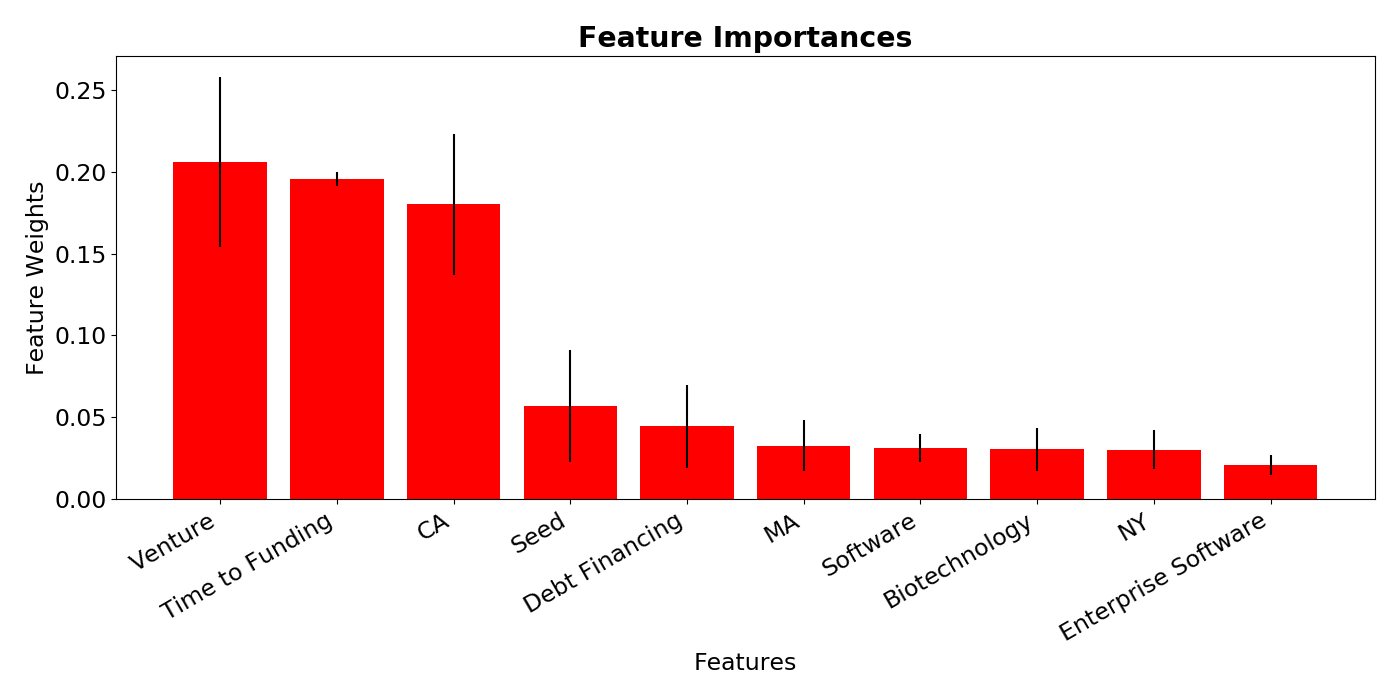 Feature Importances
Feature Weights
0.25
0.20
0.15
0.10
0.05
0.00
Venture
Time to Funding
CA
Seed
Debt Financing
MA
Software
Biotechnology
NY
Enterprise Software
Features